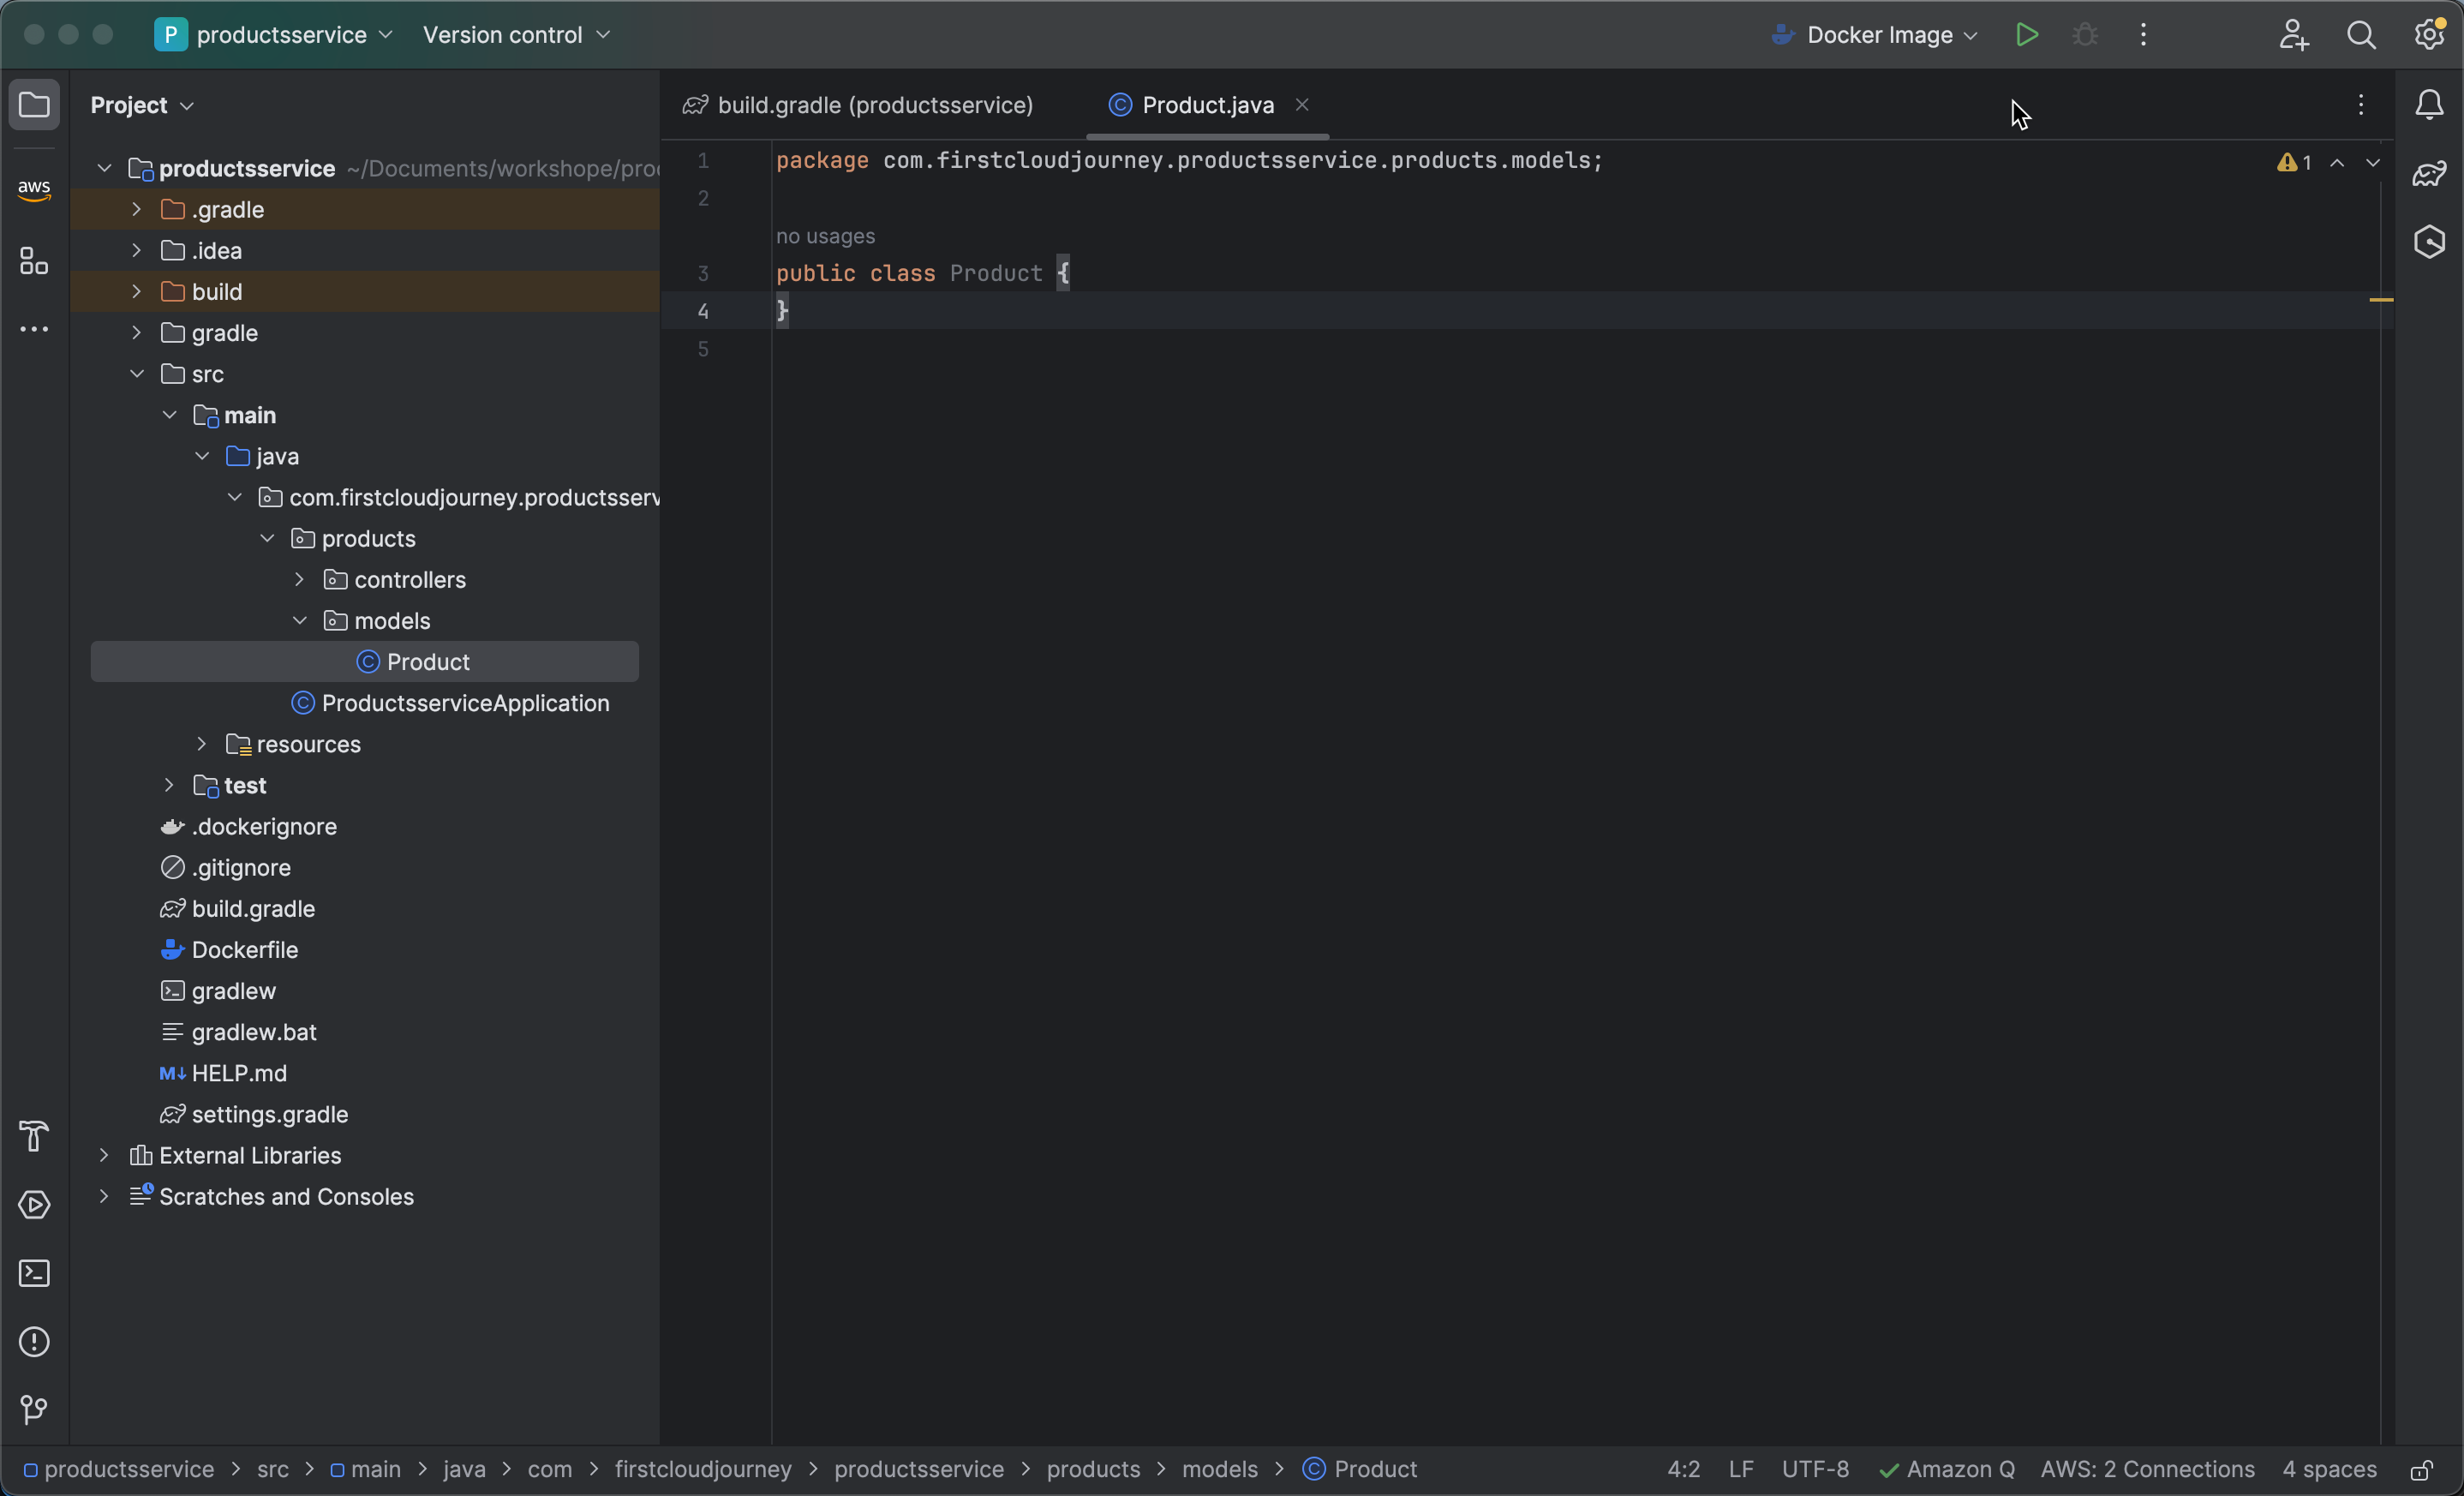 P productsservice Version control Docker Image
Project
build.gradle (productsservice) Product.java
aws
productsservice ~/Documents/workshope/pro
.gradle
.idea
build
gradle
src
main
java
com.firstcloudjourney.productsserv
products
controllers
models
Product
ProductsserviceApplication
resources
test
.dockerignore
.gitignore
build.gradle
Dockerfile
gradlew
gradlew.bat
M↓ HELP.md
settings.gradle
External Libraries
Scratches and Consoles
1 package com.firstcloudjourney.productsservice.products.models;
1
2
no usages
3 public class Product {
4 }
5
productsservice > src > main > java > com > firstcloudjourney > productsservice > products > models > Product
4:2 LF UTF-8 Amazon Q AWS: 2 Connections 4 spaces